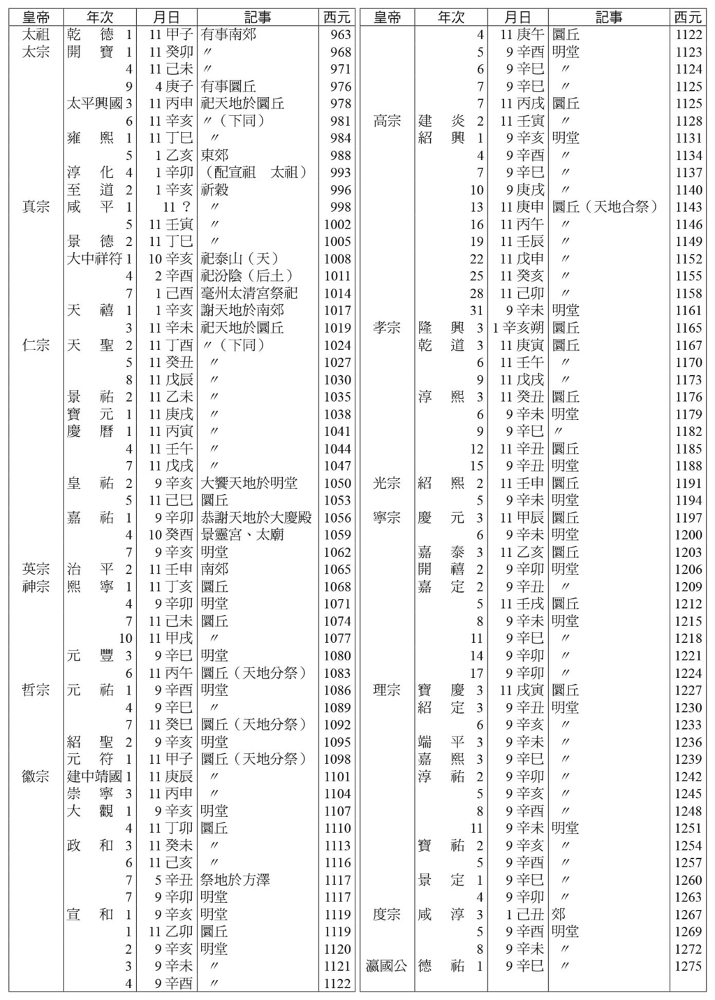 皇帝 年次 月日 記事 西元
太祖 乾德 1 11 甲子 有事南郊 963
太宗 開寶 1 11 癸卯 〃 968
4 11 己未 〃 971
9 4 庚子 有事圜丘 976
太平興國 3 11 丙申 祀天地於圜丘 978
6 11 辛亥 〃（下同） 981
雍熙 1 11 丁巳 〃 984
5 1 乙亥 東郊 988
淳化 4 1 辛卯 （配宣祖 太祖） 993
至道 2 1 辛亥 祈穀 996
真宗 咸平 1 11 ? 〃 998
5 11 壬寅 〃 1002
景德 2 11 丁巳 〃 1005
大中祥符 1 10 辛亥 祀泰山（天） 1008
4 2 辛酉 祀汾陰（后土） 1011
7 1 己酉 亳州太清宮祭祀 1014
天禧 1 1 辛亥 謝天地於南郊 1017
3 11 辛未 祀天地於圜丘 1019
仁宗 天聖 2 11 丁酉 〃（下同） 1024
5 11 癸丑 〃 1027
8 11 戊辰 〃 1030
景祐 2 11 乙未 〃 1035
寶元 1 11 庚戌 〃 1038
慶曆 1 11 丙寅 〃 1041
4 11 壬午 〃 1044
7 11 戊戌 〃 1047
皇祐 2 9 辛亥 大饗天地於明堂 1050
5 11 己巳 圜丘 1053
嘉祐 1 9 辛卯 恭謝天地於大慶殿 1056
4 10 癸酉 景靈宮、太廟 1059
7 9 辛亥 明堂 1062
英宗 治平 2 11 壬申 南郊 1065
神宗 熙寧 1 11 丁亥 圜丘 1068
4 9 辛卯 明堂 1071
7 11 己未 圜丘 1074
10 11 甲戌 〃 1077
元豐 3 9 辛巳 明堂 1080
6 11 丙午 圜丘（天地分祭） 1083
哲宗 元祐 1 9 辛酉 明堂 1086
4 9 辛巳 〃 1089
7 11 癸巳 圜丘（天地分祭） 1092
紹聖 2 9 辛亥 明堂 1095
元符 1 11 甲子 圜丘（天地分祭） 1098
徽宗 建中靖國 1 11 庚辰 〃 1101
崇寧 3 11 丙申 〃 1104
大觀 1 9 辛亥 明堂 1107
4 11 丁卯 圜丘 1110
政和 3 11 癸未 〃 1113
6 11 己亥 〃 1116
7 5 辛丑 祭地於方澤 1117
7 9 辛卯 明堂 1117
宣和 1 9 辛亥 明堂 1119
1 11 乙卯 圜丘 1119
2 9 辛亥 明堂 1120
3 9 辛未 〃 1121
4 9 辛酉 〃 1122
皇帝 年次 月日 記事 西元
4 11 庚午 圜丘 1122
5 9 辛酉 明堂 1123
6 9 辛巳 〃 1124
7 9 辛巳 〃 1125
7 11 丙戌 圜丘 1125
高宗 建炎 2 11 壬寅 〃 1128
紹興 1 9 辛亥 明堂 1131
4 9 辛酉 〃 1134
7 9 辛巳 〃 1137
10 9 庚戌 〃 1140
13 11 庚申 圜丘（天地合祭） 1143
16 11 丙午 〃 1146
19 11 壬辰 〃 1149
22 11 戊申 〃 1152
25 11 癸亥 〃 1155
28 11 己卯 〃 1158
31 9 辛未 明堂 1161
孝宗 隆興 3 1 辛亥朔 圜丘 1165
乾道 3 11 庚寅 圜丘 1167
6 11 壬午 〃 1170
9 11 戊戌 〃 1173
淳熙 3 11 癸丑 圜丘 1176
6 9 辛未 明堂 1179
9 9 辛巳 〃 1182
12 11 辛丑 圜丘 1185
15 9 辛丑 明堂 1188
光宗 紹熙 2 11 壬申 圜丘 1191
5 9 辛未 明堂 1194
寧宗 慶元 3 11 甲辰 圜丘 1197
6 9 辛未 明堂 1200
嘉泰 3 11 乙亥 圜丘 1203
開禧 2 9 辛卯 明堂 1206
嘉定 2 9 辛丑 〃 1209
5 11 壬戌 圜丘 1212
8 9 辛未 明堂 1215
11 9 辛巳 〃 1218
14 9 辛卯 〃 1221
17 9 辛卯 〃 1224
理宗 寶慶 3 11 戌寅 圜丘 1227
紹定 3 9 辛丑 明堂 1230
6 9 辛亥 〃 1233
端平 3 9 辛未 〃 1236
嘉熙 3 9 辛巳 〃 1239
淳祐 2 9 辛卯 〃 1242
5 9 辛亥 〃 1245
8 9 辛酉 〃 1248
11 9 辛未 明堂 1251
寶祐 2 9 辛亥 〃 1254
5 9 辛酉 〃 1257
景定 1 9 辛巳 〃 1260
4 9 辛卯 〃 1263
度宗 咸淳 3 1 己丑 郊 1267
5 9 辛酉 明堂 1269
8 9 辛未 〃 1272
瀛國公 德祐 1 9 辛巳 〃 1275